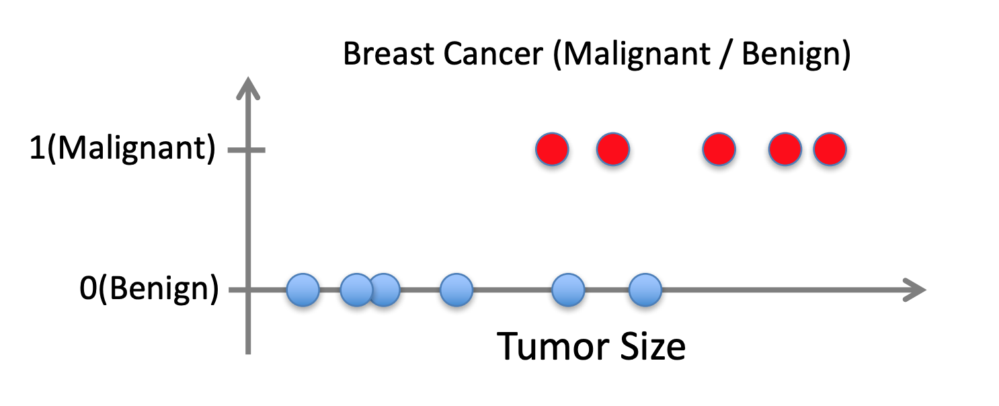 Breast Cancer (Malignant / Benign)
1(Malignant)
0(Benign)
Tumor Size